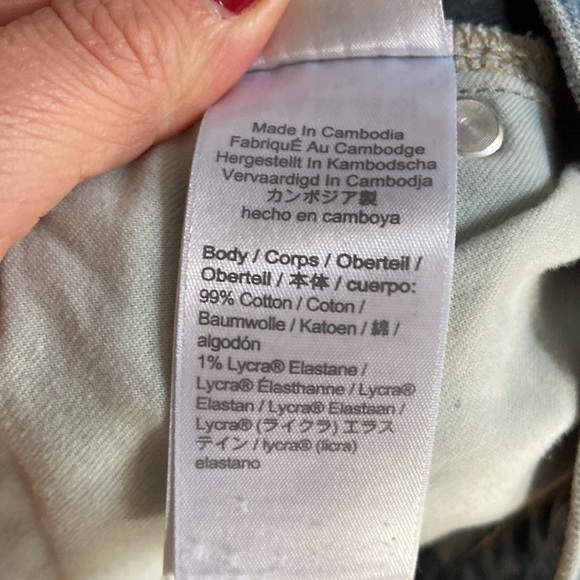 Made In Cambodia
FabriquÉ Au Cambodge
Hergestellt In Kambodscha
Vervaardigd In Cambodja
カンボジア製
hecho en camboya
Body / Corps / Oberteil /
Obertell / 本体 / cuerpo:
99% Cotton / Coton /
Baumwolle / Katoen / 綿 /
algodón
1% Lycra® Elastane /
Lycra® Élasthanne / Lycra®
Elastan / Lycra® Elastaan /
Lycra® (ライクラ) エラス
テイン / lycra® (licra)
elastano